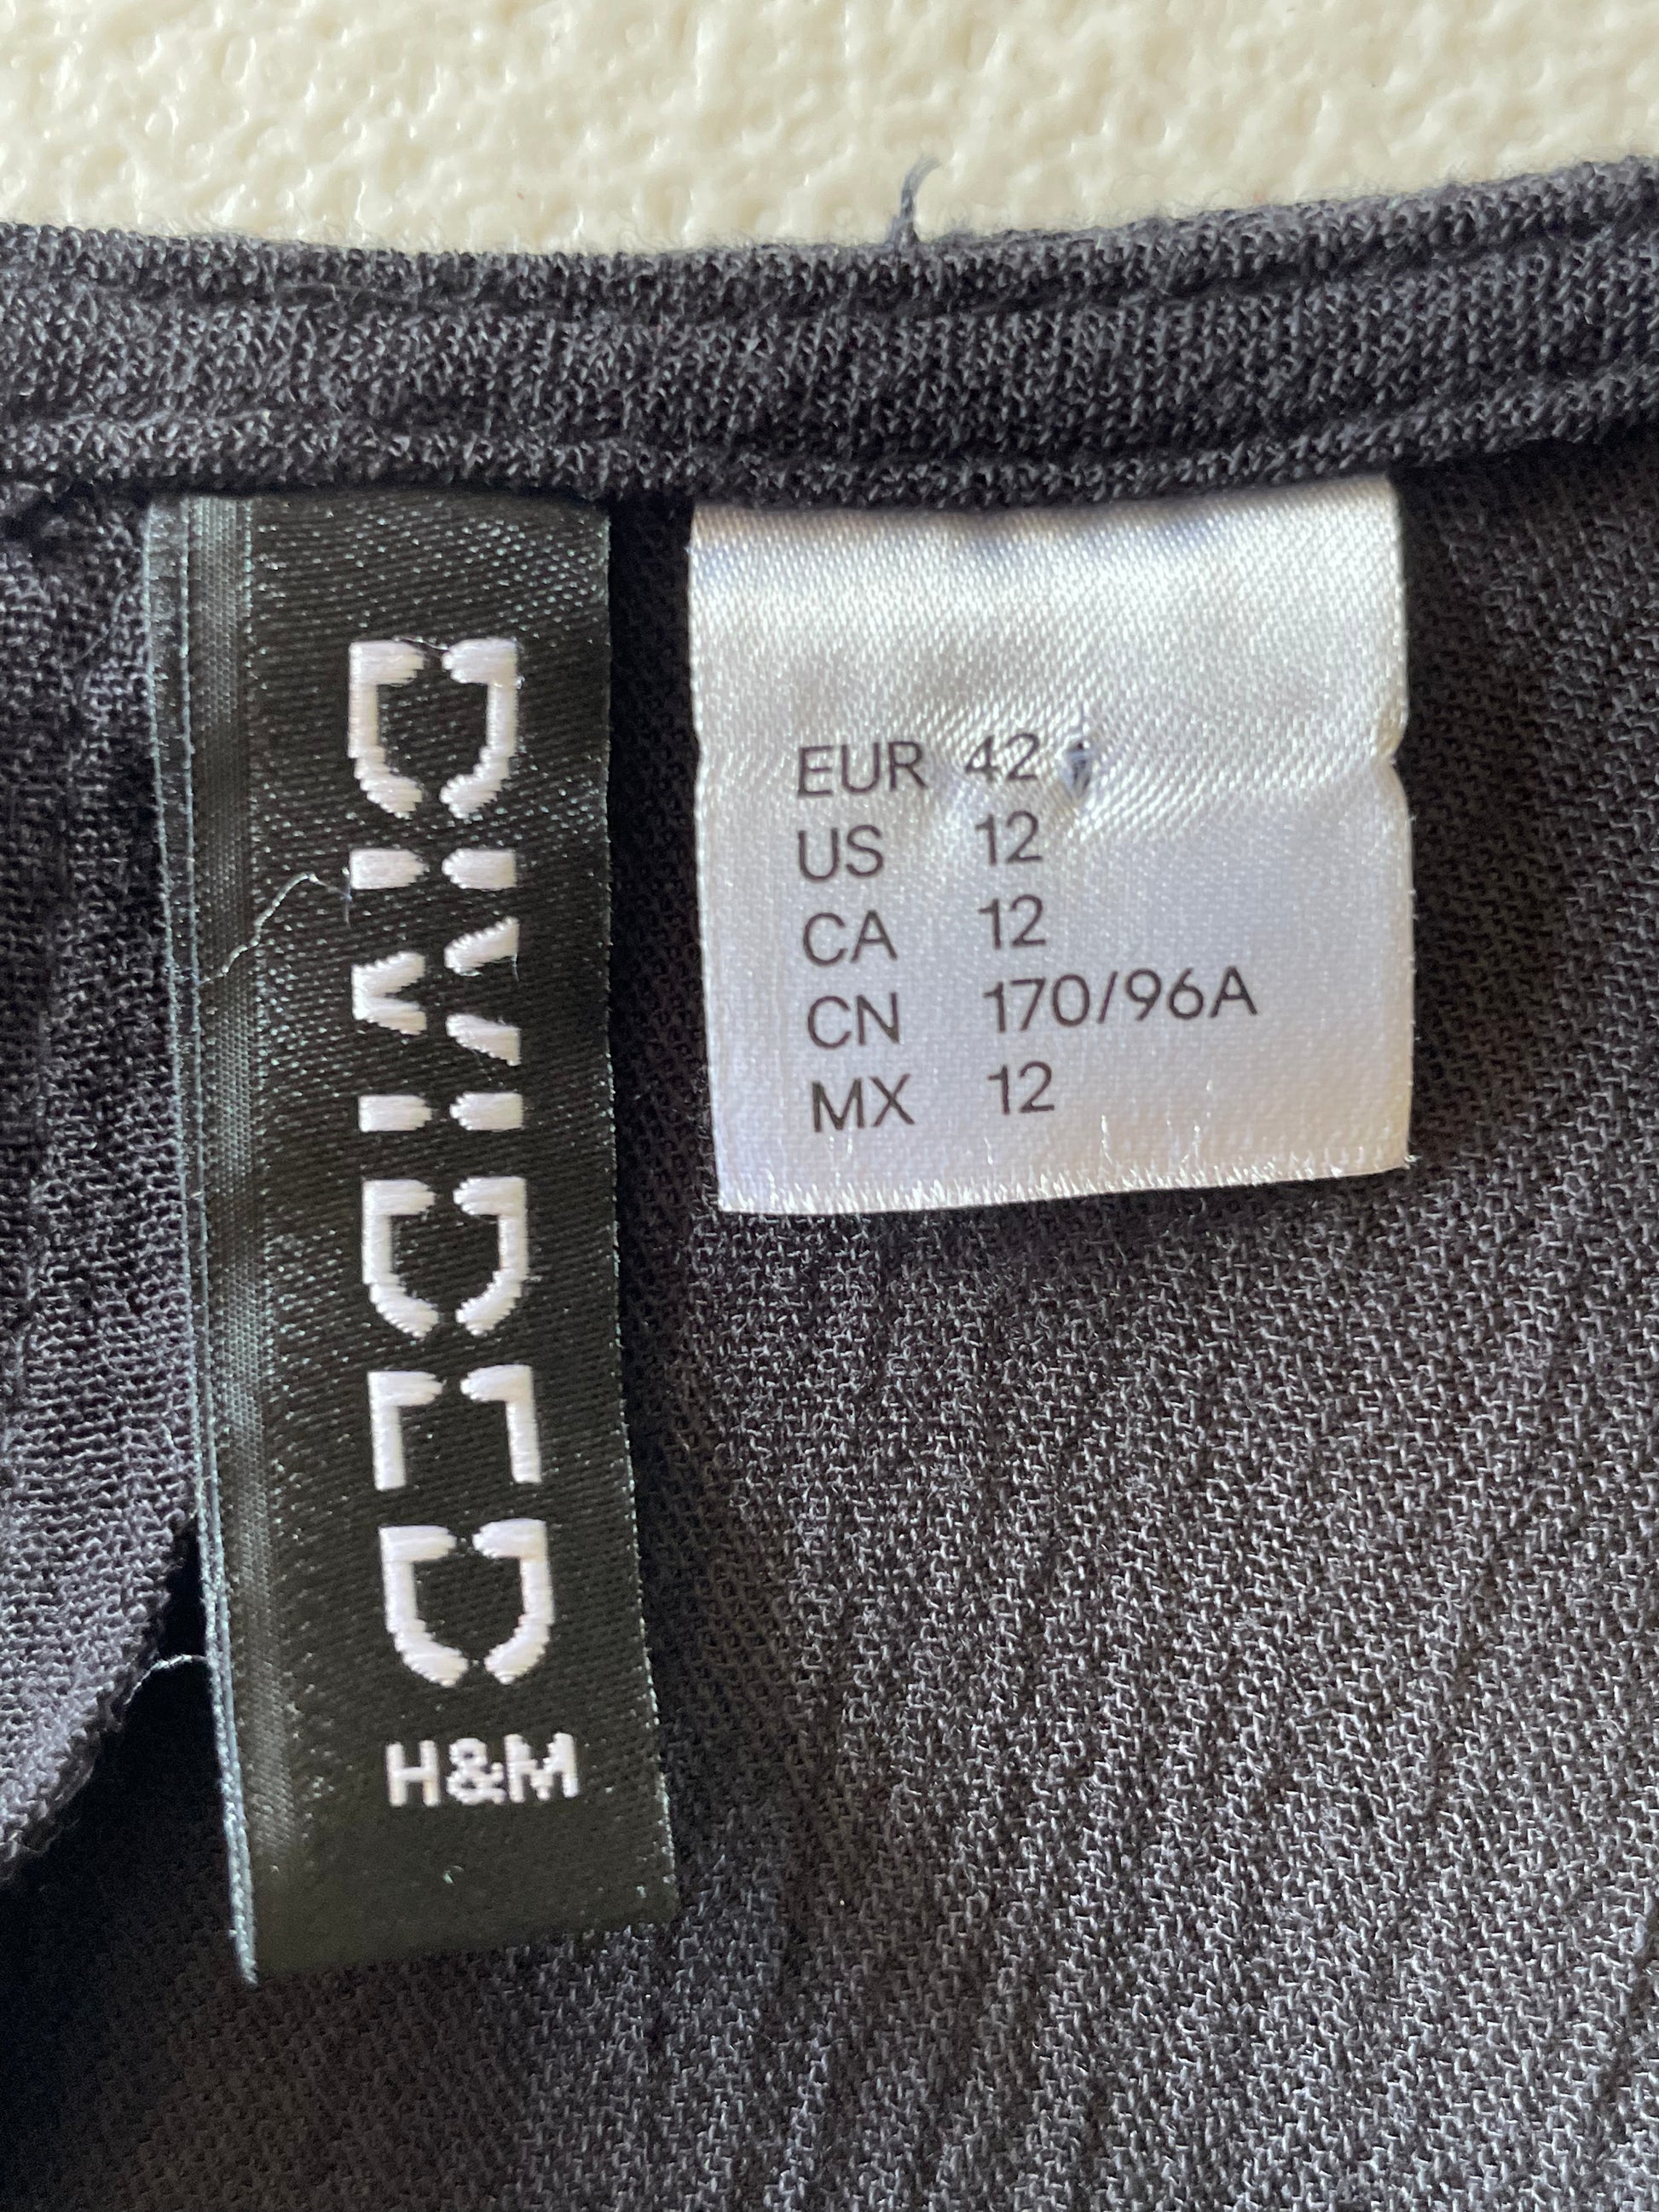 DIVIDED
H&M
EUR 42
US 12
CA 12
CN 170/96A
MX 12